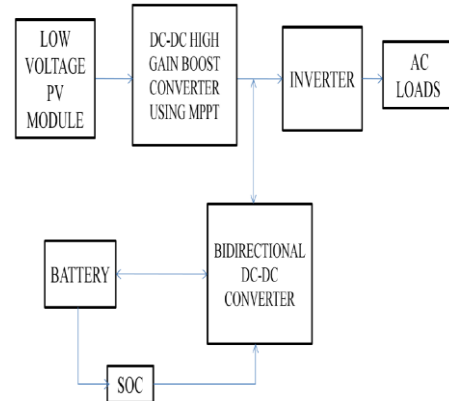 LOW
VOLTAGE
PV
MODULE
DC-DC HIGH
GAIN BOOST
CONVERTER
USING MPPT
INVERTER
AC
LOADS
BATTERY
BIDIRECTIONAL
DC-DC
CONVERTER
SOC